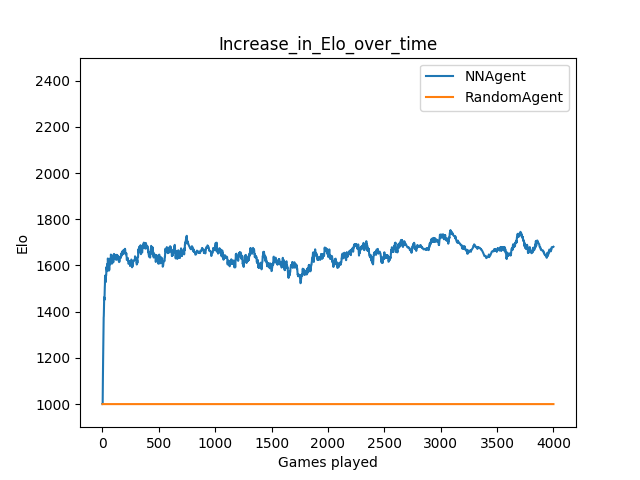 Increase_in_Elo_over_time
NNAgent
RandomAgent
Elo
2400
2200
2000
1800
1600
1400
1200
1000
0 500 1000 1500 2000 2500 3000 3500 4000
Games played